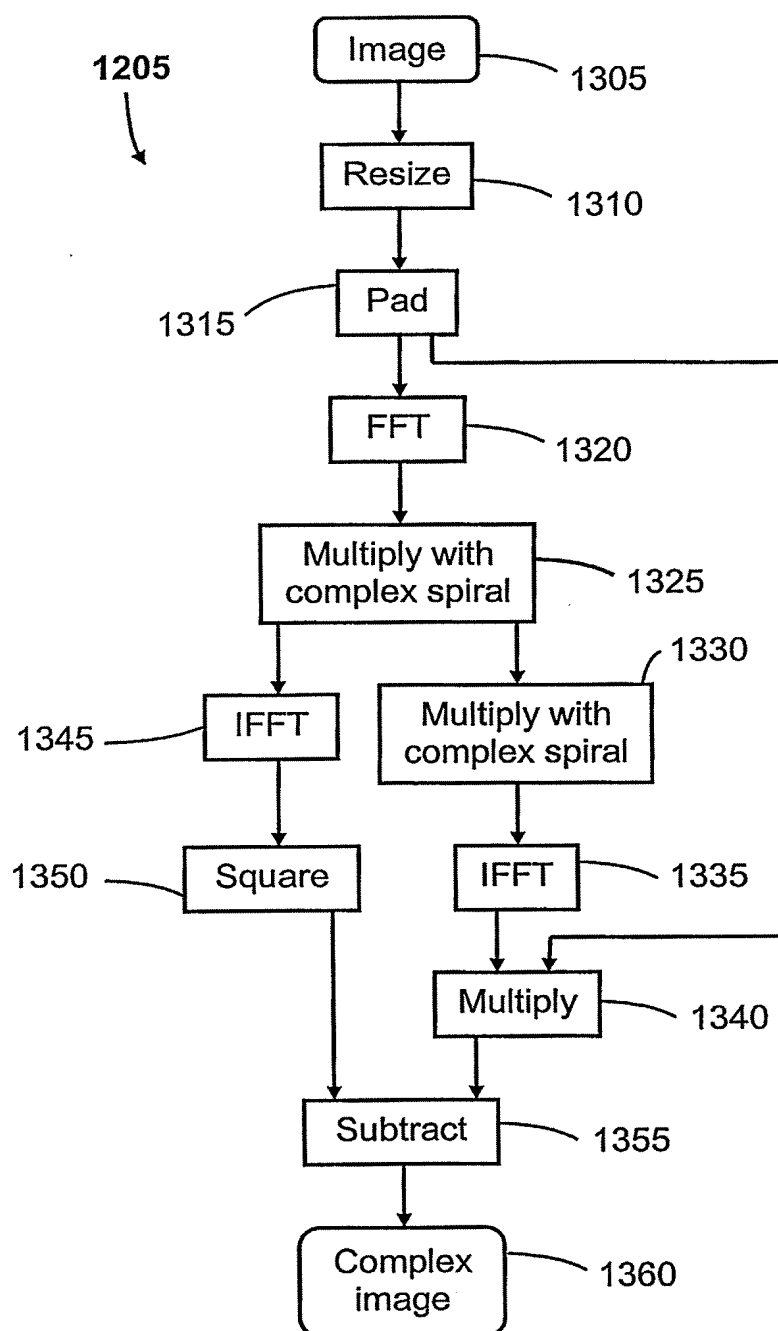 Image
1305
1205
Resize
1310
Pad
1315
FFT
1320
Multiply with
complex spiral
1325
1330
Multiply with
complex spiral
IFFT
1345
Square
1350
IFFT
1335
Multiply
1340
Subtract
1355
Complex
image
1360